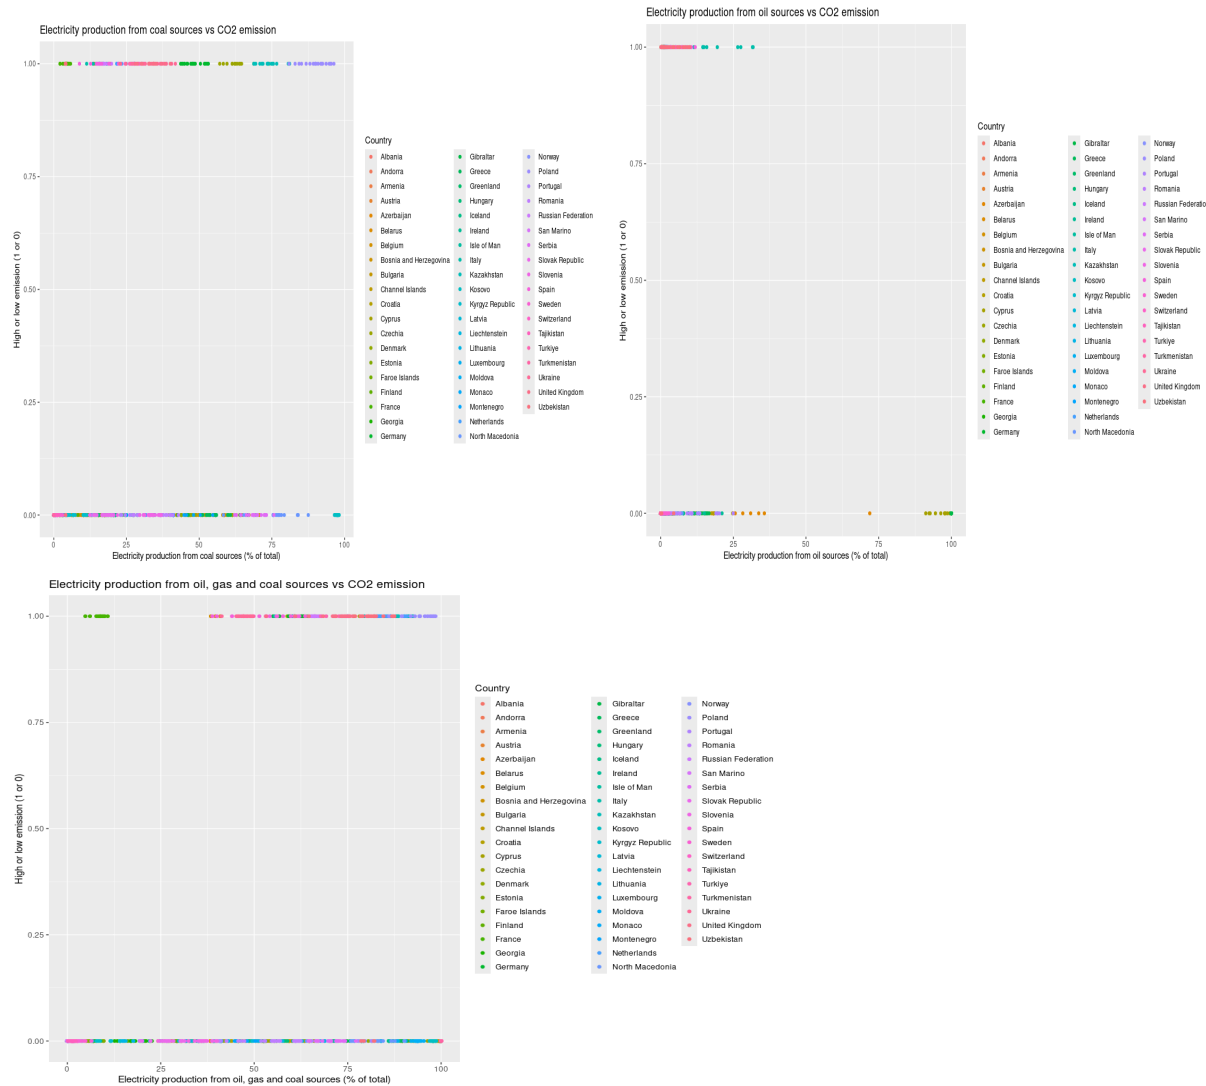 Electricity production from coal sources vs CO2 emission
High or low emission (1 or 0)
1.00
0.75
0.50
0.25
0.00
0
25
50
75
100
Electricity production from coal sources (% of total)
Country
Albania
Andorra
Armenia
Austria
Azerbaijan
Belarus
Belgium
Bosnia and Herzegovina
Bulgaria
Channel Islands
Croatia
Cyprus
Czechia
Denmark
Estonia
Faroe Islands
Finland
France
Georgia
Germany
Gibraltar
Greece
Greenland
Hungary
Iceland
Ireland
Isle of Man
Italy
Kazakhstan
Kosovo
Kyrgyz Republic
Latvia
Liechtenstein
Lithuania
Luxembourg
Moldova
Monaco
Montenegro
Netherlands
North Macedonia
Norway
Poland
Portugal
Romania
Russian Federation
San Marino
Serbia
Slovak Republic
Slovenia
Spain
Sweden
Switzerland
Tajikistan
Turkiye
Turkmenistan
Ukraine
United Kingdom
Uzbekistan
Electricity production from oil sources vs CO2 emission
High or low emission (1 or 0)
1.00
0.75
0.50
0.25
0.00
0
25
50
75
100
Electricity production from oil sources (% of total)
Country
Albania
Andorra
Armenia
Austria
Azerbaijan
Belarus
Belgium
Bosnia and Herzegovina
Bulgaria
Channel Islands
Croatia
Cyprus
Czechia
Denmark
Estonia
Faroe Islands
Finland
France
Georgia
Germany
Gibraltar
Greece
Greenland
Hungary
Iceland
Ireland
Isle of Man
Italy
Kazakhstan
Kosovo
Kyrgyz Republic
Latvia
Liechtenstein
Lithuania
Luxembourg
Moldova
Monaco
Montenegro
Netherlands
North Macedonia
Norway
Poland
Portugal
Romania
Russian Federatio
San Marino
Serbia
Slovak Republic
Slovenia
Spain
Sweden
Switzerland
Tajikistan
Turkiye
Turkmenistan
Ukraine
United Kingdom
Uzbekistan
Electricity production from oil, gas and coal sources vs CO2 emission
High or low emission (1 or 0)
1.00
0.75
0.50
0.25
0.00
0
25
50
75
100
Electricity production from oil, gas and coal sources (% of total)
Country
Albania
Andorra
Armenia
Austria
Azerbaijan
Belarus
Belgium
Bosnia and Herzegovina
Bulgaria
Channel Islands
Croatia
Cyprus
Czechia
Denmark
Estonia
Faroe Islands
Finland
France
Georgia
Germany
Gibraltar
Greece
Greenland
Hungary
Iceland
Ireland
Isle of Man
Italy
Kazakhstan
Kosovo
Kyrgyz Republic
Latvia
Liechtenstein
Lithuania
Luxembourg
Moldova
Monaco
Montenegro
Netherlands
North Macedonia
Norway
Poland
Portugal
Romania
Russian Federation
San Marino
Serbia
Slovak Republic
Slovenia
Spain
Sweden
Switzerland
Tajikistan
Turkiye
Turkmenistan
Ukraine
United Kingdom
Uzbekistan